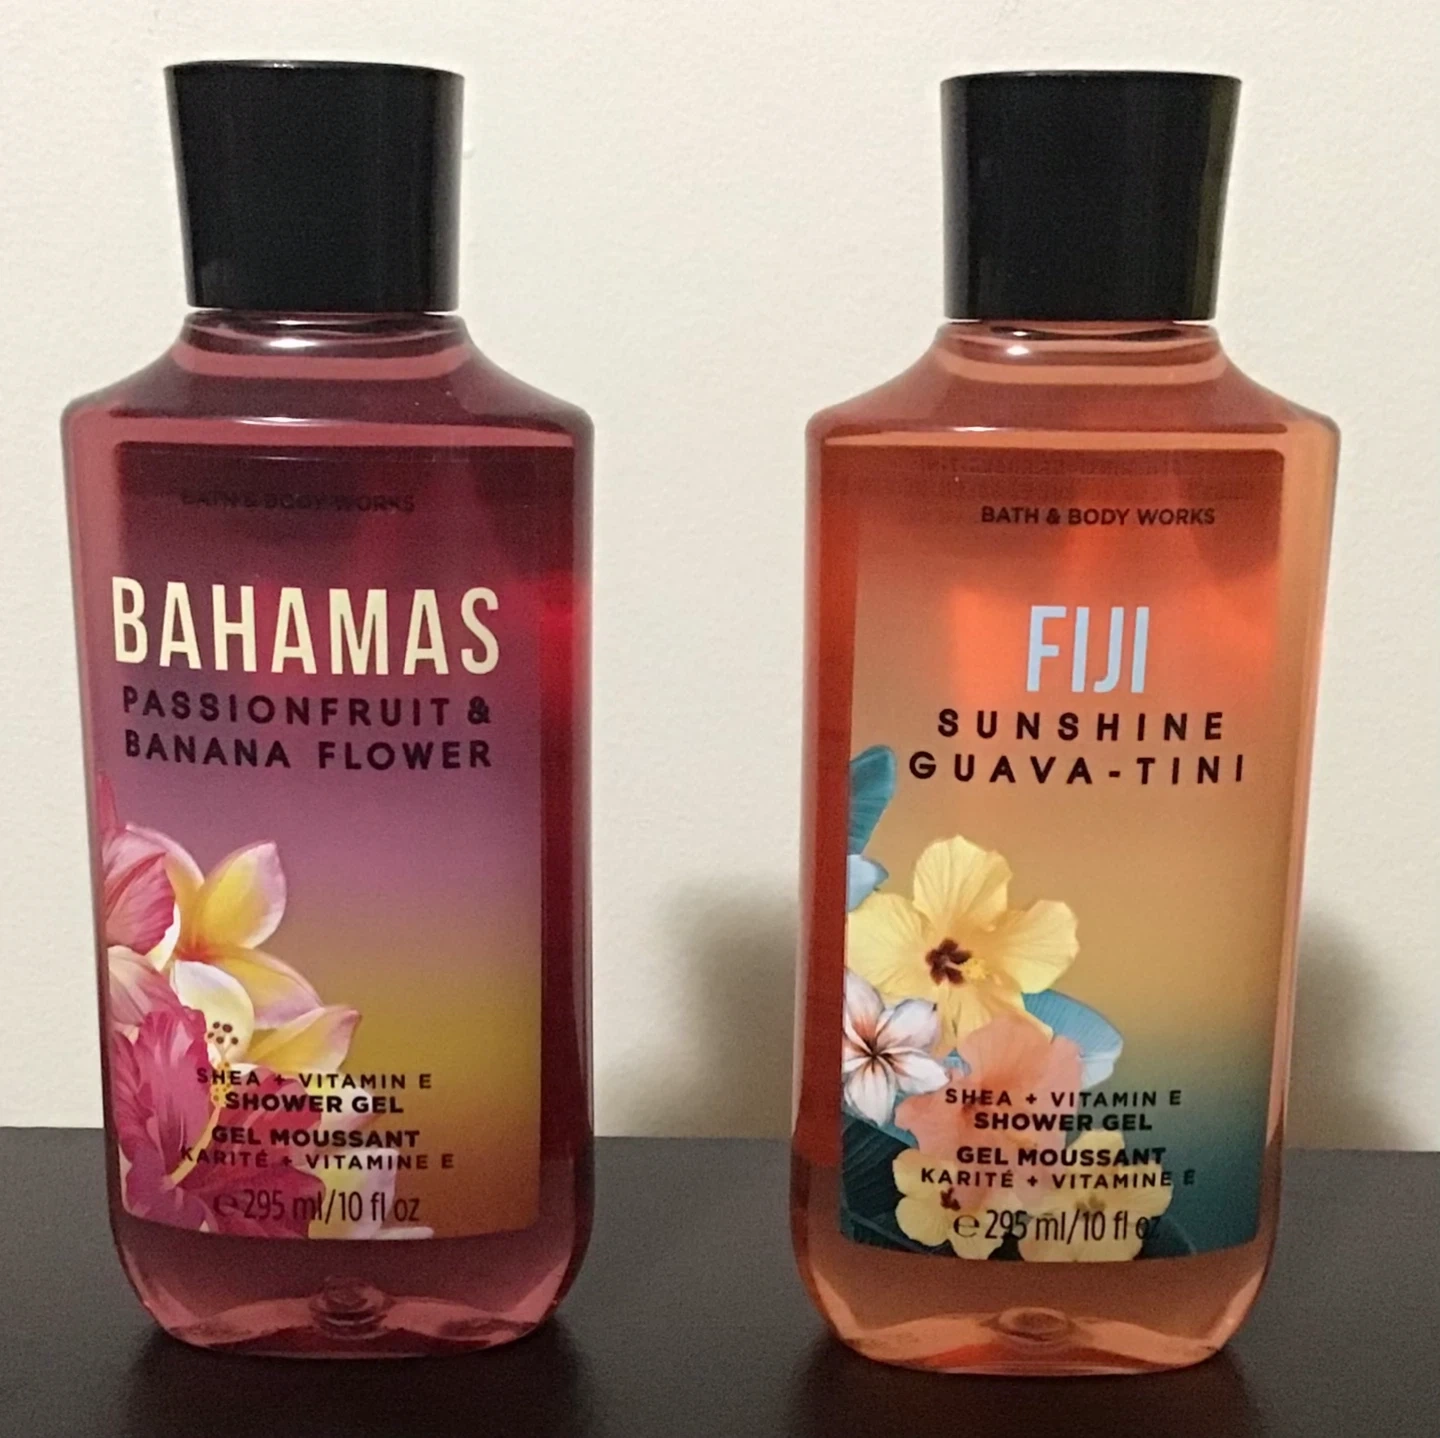 BATH & BODY WORKS
BAHAMAS
PASSIONFRUIT &
BANANA FLOWER
SHEA + VITAMIN E
SHOWER GEL
GEL MOUSSANT
KARITÉ + VITAMINE E
℮ 295 ml/10 fl oz
BATH & BODY WORKS
FIJI
SUNSHINE
GUAVA-TINI
SHEA + VITAMIN E
SHOWER GEL
GEL MOUSSANT
KARITÉ + VITAMINE E
℮ 295 ml/10 fl oz